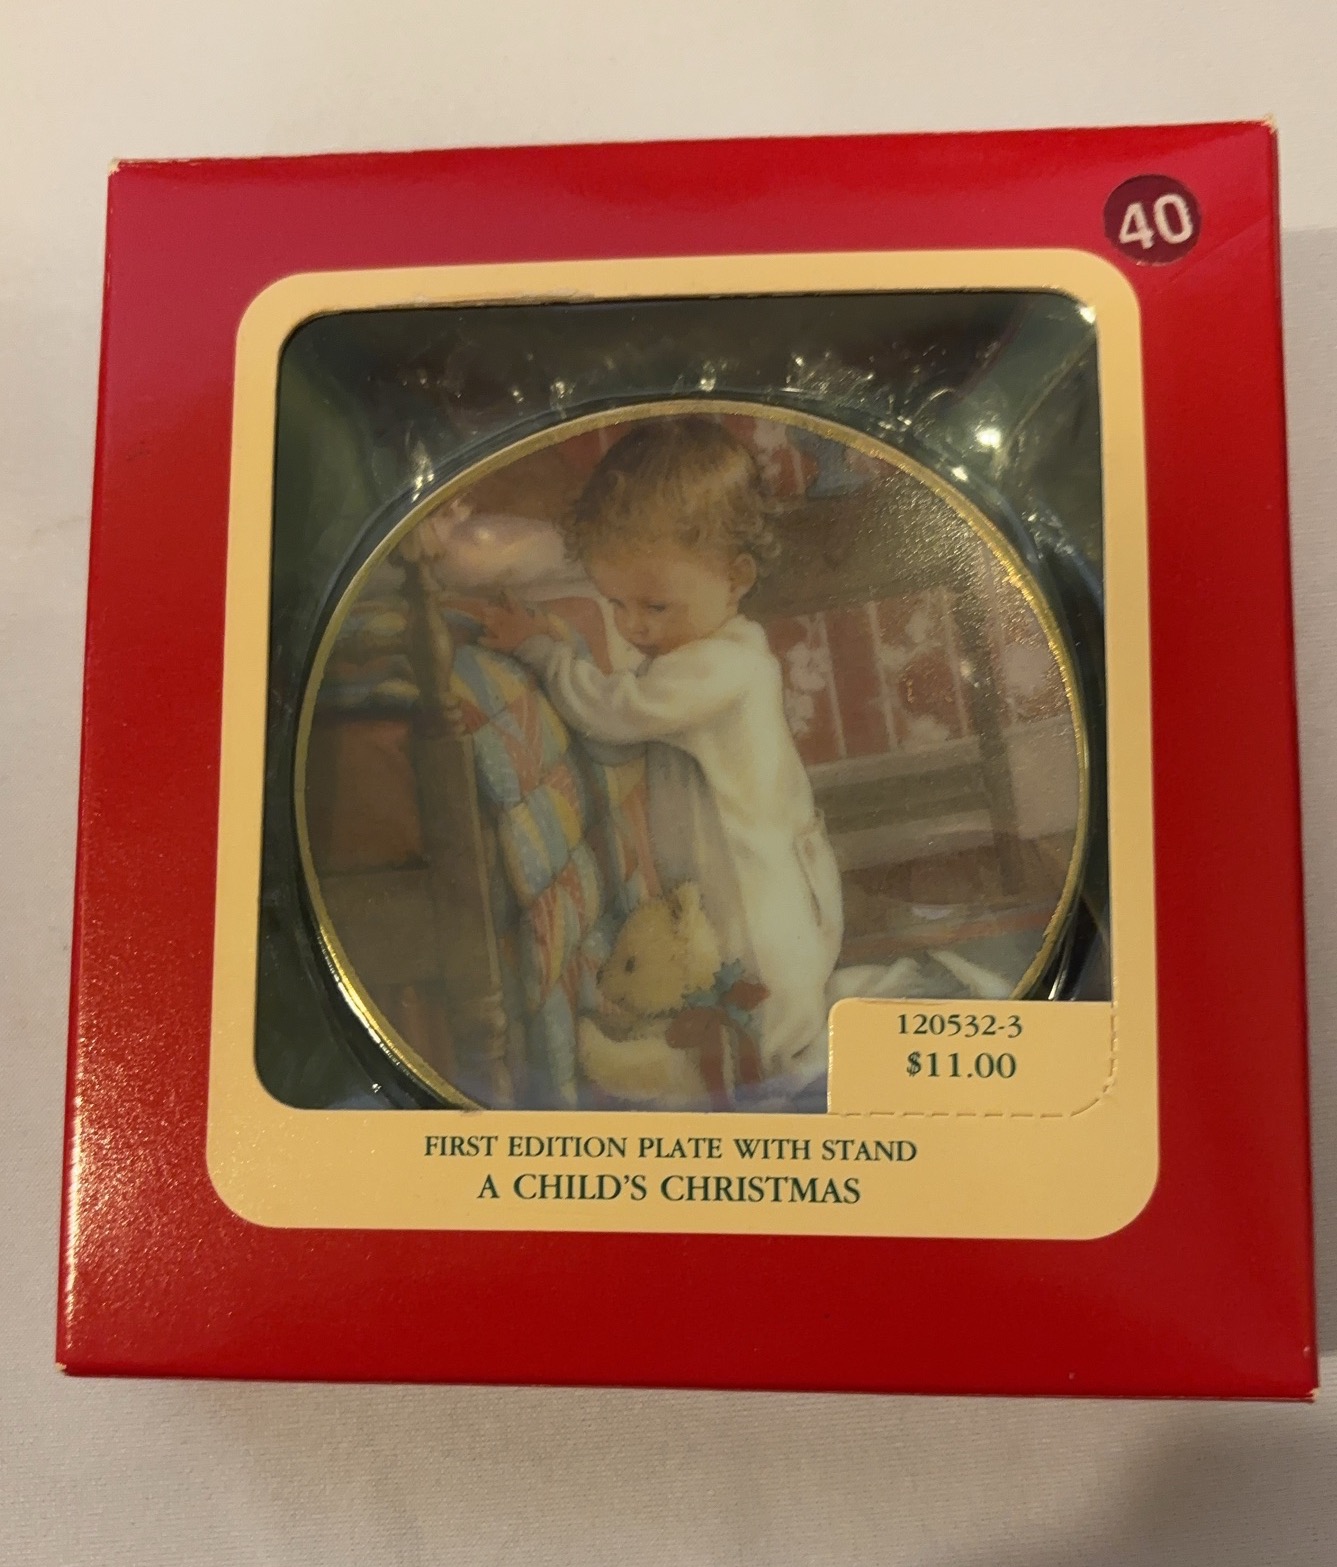 40
120532-3
$11.00
FIRST EDITION PLATE WITH STAND
A CHILD'S CHRISTMAS